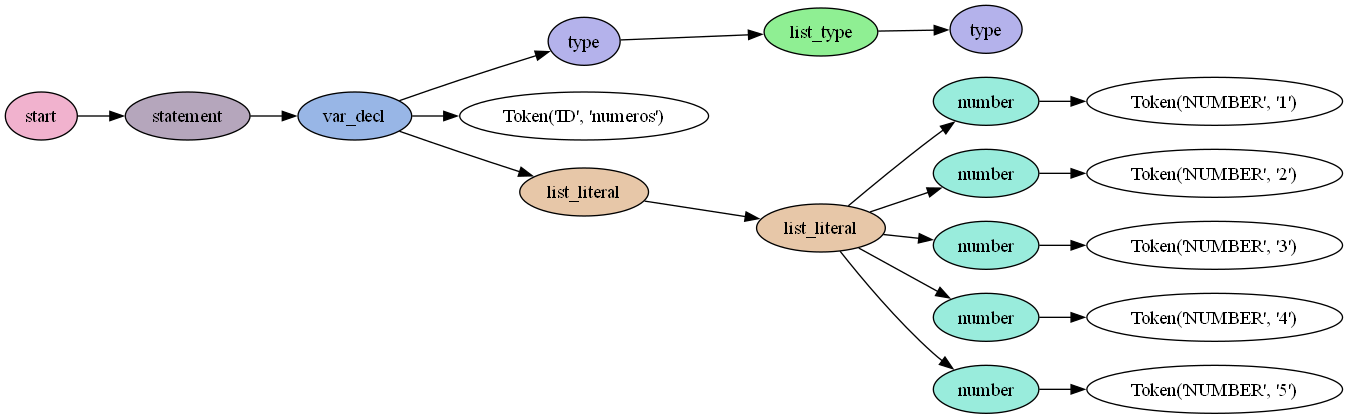 start
statement
var_decl
type
list_type
type
Token('ID', 'numeros')
list_literal
list_literal
number
Token('NUMBER', '1')
number
Token('NUMBER', '2')
number
Token('NUMBER', '3')
number
Token('NUMBER', '4')
number
Token('NUMBER', '5')